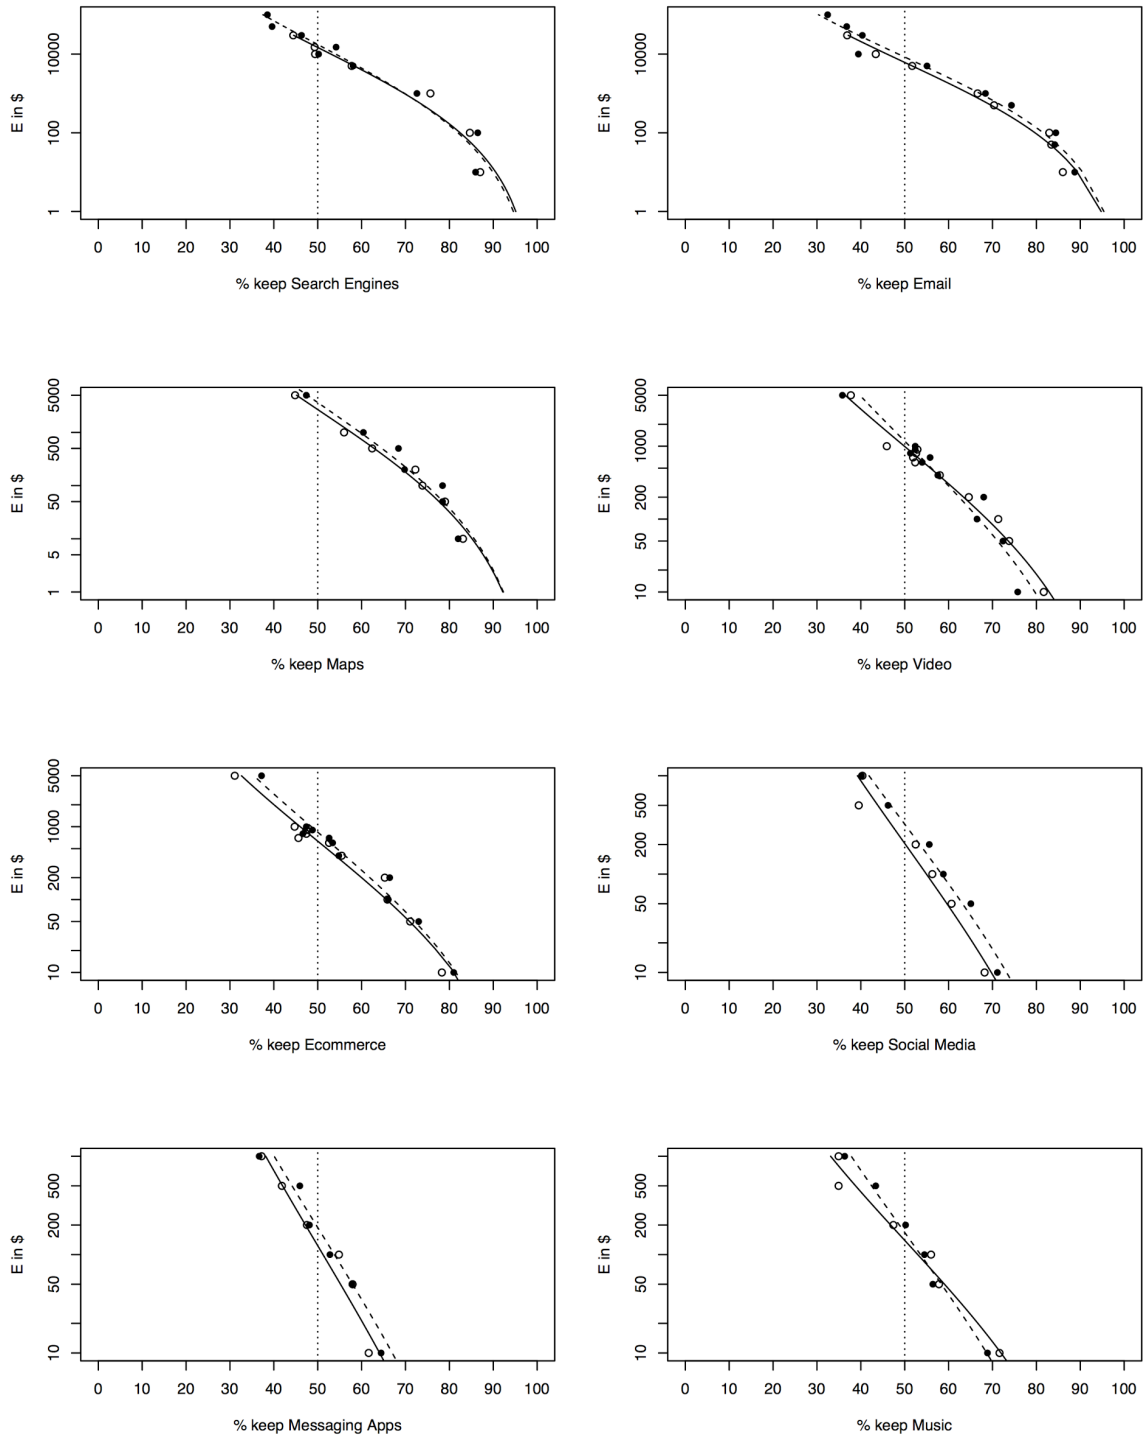 10000
100
1
E in $
0 10 20 30 40 50 60 70 80 90 100
% keep Search Engines
10000
100
1
E in $
0 10 20 30 40 50 60 70 80 90 100
% keep Email
5000
500
50
5
1
E in $
0 10 20 30 40 50 60 70 80 90 100
% keep Maps
5000
1000
200
50
10
E in $
0 10 20 30 40 50 60 70 80 90 100
% keep Video
5000
1000
200
50
10
E in $
0 10 20 30 40 50 60 70 80 90 100
% keep Ecommerce
500
200
50
10
E in $
0 10 20 30 40 50 60 70 80 90 100
% keep Social Media
500
200
50
10
E in $
0 10 20 30 40 50 60 70 80 90 100
% keep Messaging Apps
500
200
50
10
E in $
0 10 20 30 40 50 60 70 80 90 100
% keep Music